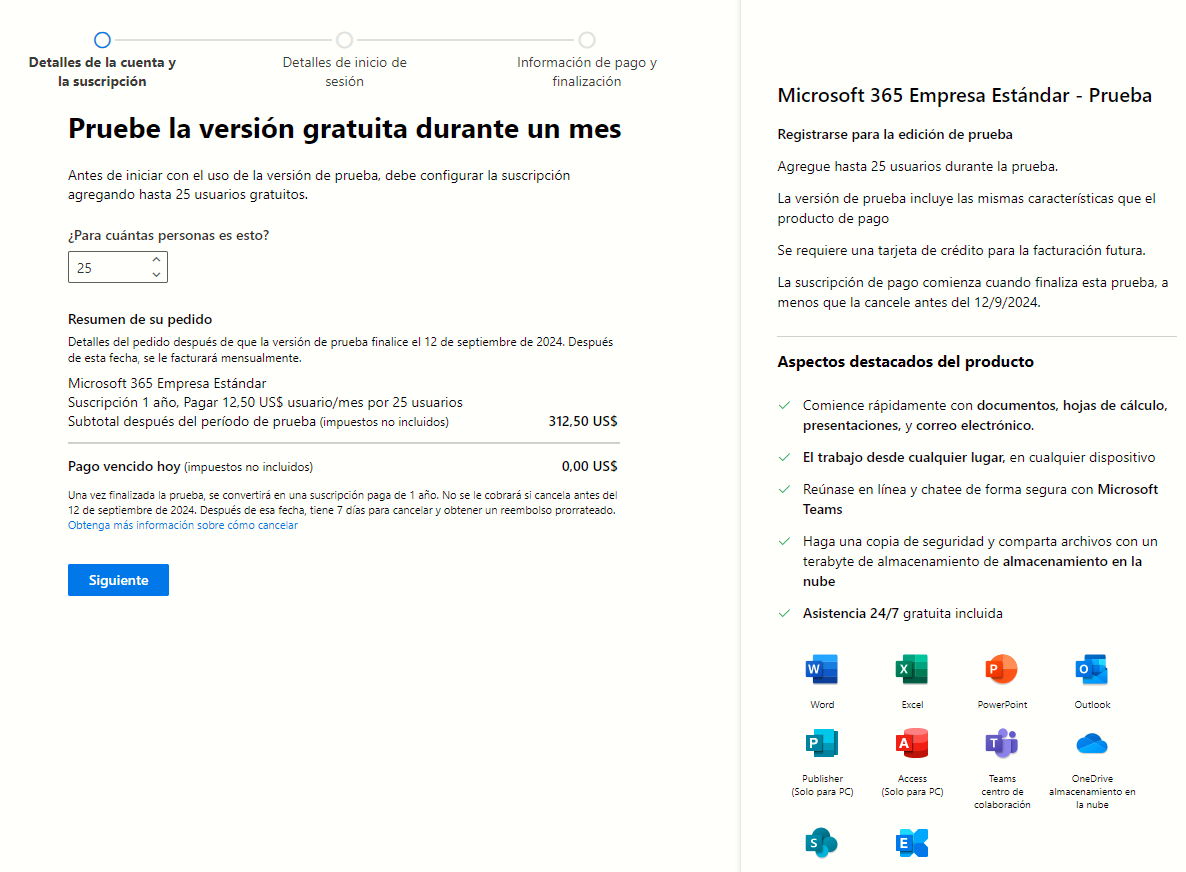 Detalles de la cuenta y
la suscripción
Detalles de inicio de
sesión
Información de pago y
finalización
Pruebe la versión gratuita durante un mes
Antes de iniciar con el uso de la versión de prueba, debe configurar la suscripción
agregando hasta 25 usuarios gratuitos.
¿Para cuántas personas es esto?
25
Resumen de su pedido
Detalles del pedido después de que la versión de prueba finalice el 12 de septiembre de 2024. Después
de esta fecha, se le facturará mensualmente.
Microsoft 365 Empresa Estándar
Suscripción 1 año, Pagar 12,50 US$ usuario/mes por 25 usuarios
Subtotal después del período de prueba (impuestos no incluidos) 312,50 US$
Pago vencido hoy (impuestos no incluidos) 0,00 US$
Una vez finalizada la prueba, se convertirá en una suscripción paga de 1 año. No se le cobrará si cancela antes del
12 de septiembre de 2024. Después de esa fecha, tiene 7 días para cancelar y obtener un reembolso prorrateado.
Obtenga más información sobre cómo cancelar
Siguiente
Microsoft 365 Empresa Estándar - Prueba
Registrarse para la edición de prueba
Agregue hasta 25 usuarios durante la prueba.
La versión de prueba incluye las mismas características que el
producto de pago
Se requiere una tarjeta de crédito para la facturación futura.
La suscripción de pago comienza cuando finaliza esta prueba, a
menos que la cancele antes del 12/9/2024.
Aspectos destacados del producto
Comience rápidamente con documentos, hojas de cálculo,
presentaciones, y correo electrónico.
El trabajo desde cualquier lugar, en cualquier dispositivo
Reúnase en línea y chatee de forma segura con Microsoft
Teams
Haga una copia de seguridad y comparta archivos con un
terabyte de almacenamiento de almacenamiento en la
nube
Asistencia 24/7 gratuita incluida
W X P O
Word Excel PowerPoint Outlook
P A T
Publisher
(Solo para PC)
Access
(Solo para PC)
Teams
centro de
colaboración
OneDrive
almacenamiento en
la nube
S E